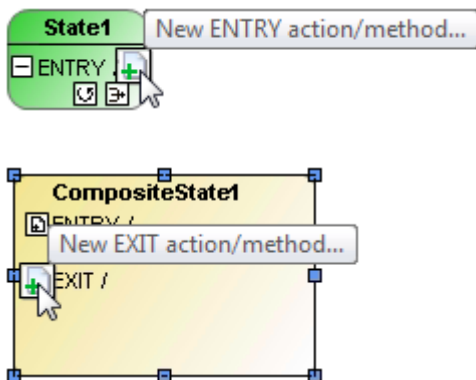 State1
New ENTRY action/method...
ENTRY /
CompositeState1
ENTRY /
New EXIT action/method...
EXIT /